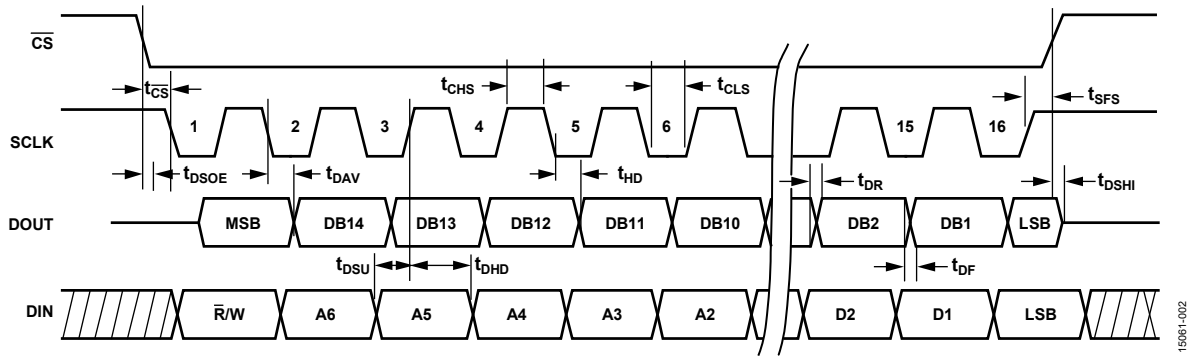 CS
tCS tCHS tCLS tSFS
SCLK 1 2 3 4 5 6 15 16
tDSOE tDAV tHD tDR tDSHI
DOUT MSB DB14 DB13 DB12 DB11 DB10 DB2 DB1 LSB
tDSU tDHD tDF
DIN R/W A6 A5 A4 A3 A2 D2 D1 LSB
15061-002